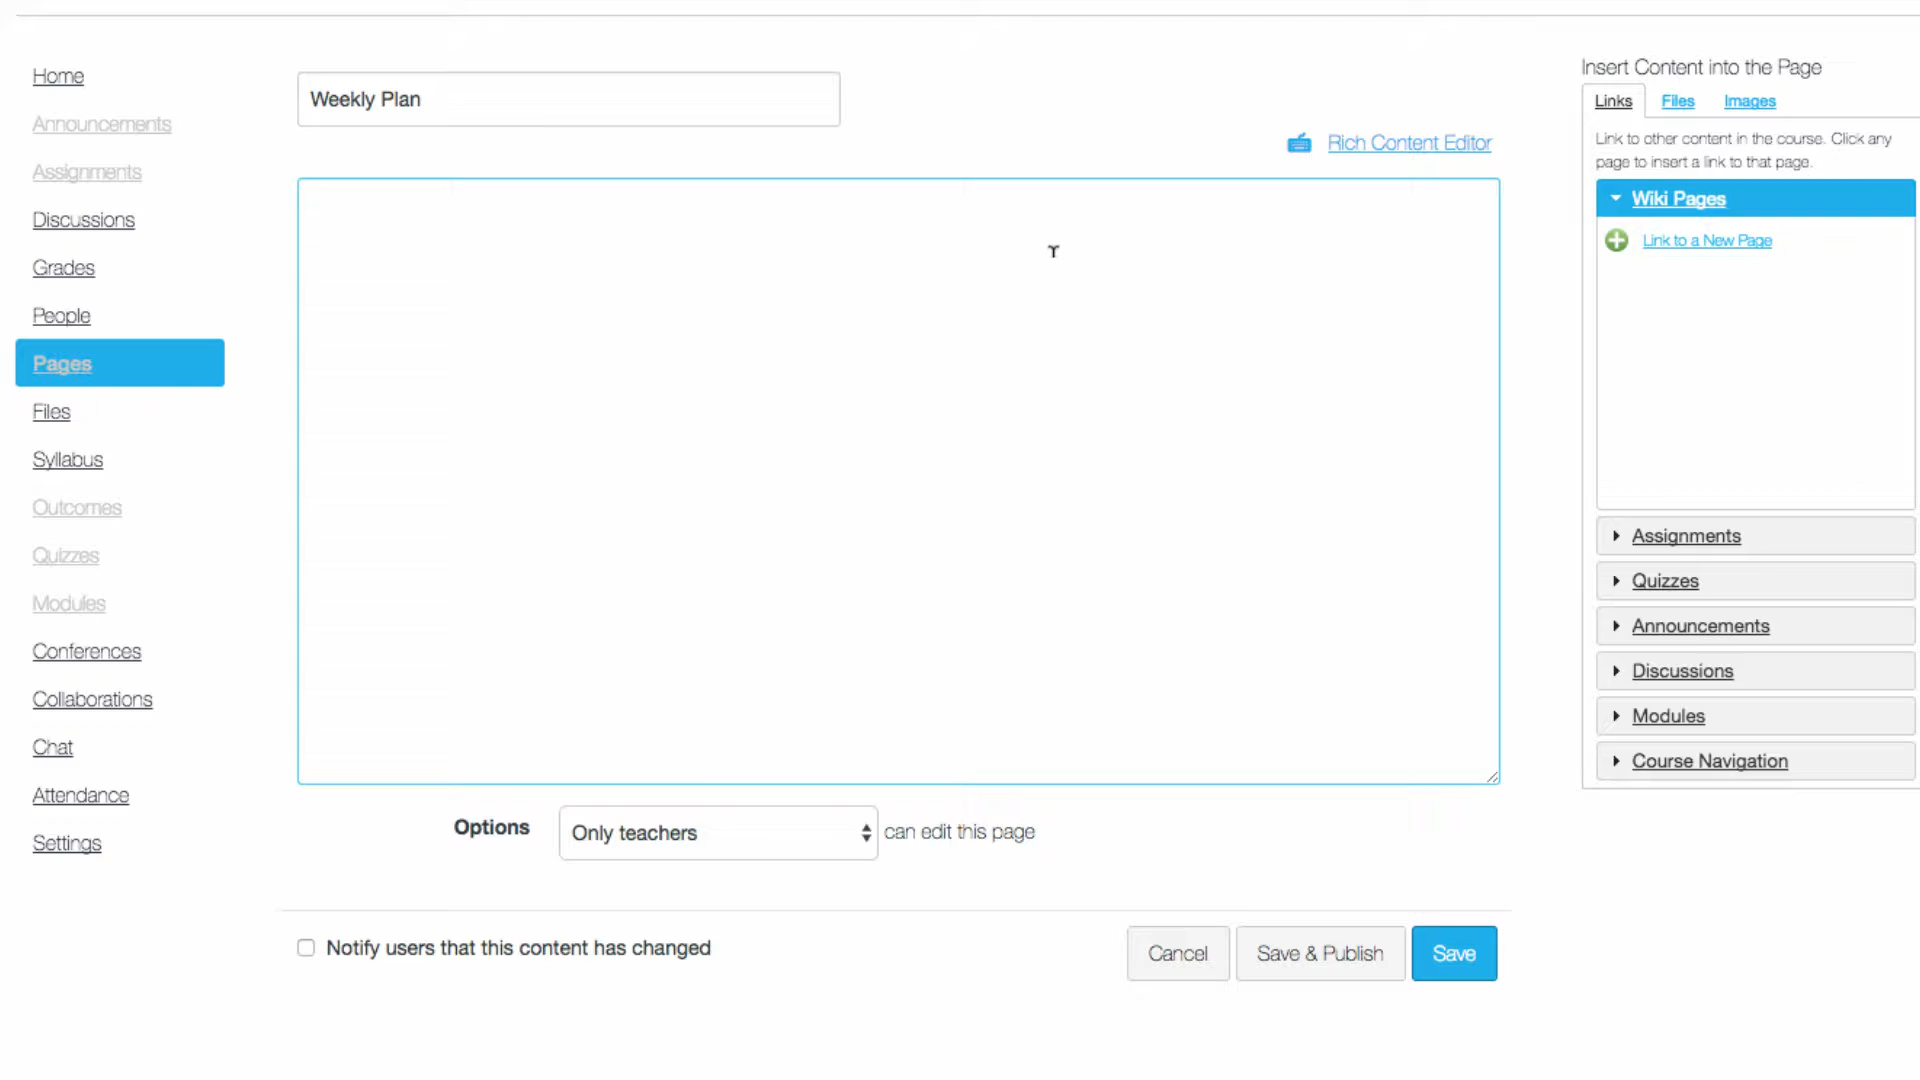 Home
Announcements
Assignments
Discussions
Grades
People
Pages
Files
Syllabus
Outcomes
Quizzes
Modules
Conferences
Collaborations
Chat
Attendance
Settings
Weekly Plan
Rich Content Editor
Options
Only teachers
can edit this page
Notify users that this content has changed
Cancel
Save & Publish
Save
Insert Content into the Page
Links Files Images
Link to other content in the course. Click any
page to insert a link to that page.
Wiki Pages
Link to a New Page
Assignments
Quizzes
Announcements
Discussions
Modules
Course Navigation